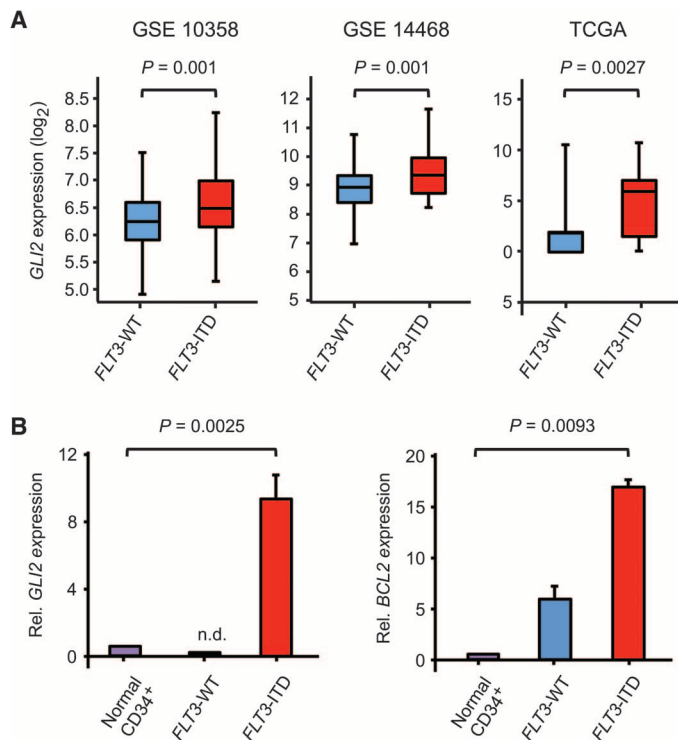 A
GSE 10358
GSE 14468
TCGA
P = 0.001
P = 0.001
P = 0.0027
GLI2 expression (log2)
8.5
8.0
7.5
7.0
6.5
6.0
5.5
5.0
12
11
10
9
8
7
6
5
15
10
5
0
5
FLT3-WT
FLT3-ITD
FLT3-WT
FLT3-ITD
FLT3-WT
FLT3-ITD
B
P = 0.0025
P = 0.0093
Rel. GLI2 expression
12
8
4
0
n.d.
Normal
CD34+
FLT3-WT
FLT3-ITD
Rel. BCL2 expression
20
15
10
5
0
Normal
CD34+
FLT3-WT
FLT3-ITD